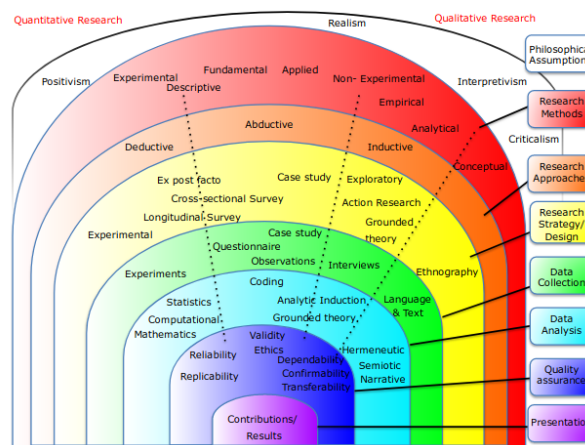 Quantitative Research
Realism
Qualitative Research
Positivism
Interpretivism
Criticalism
Philosophical
Assumption
Experimental
Fundamental
Applied
Non- Experimental
Descriptive
Empirical
Analytical
Conceptual
Research
Methods
Deductive
Abductive
Inductive
Research
Approache
Ex post facto
Case study
Exploratory
Cross-sectional Survey
Action Research
Longitudinal Survey
Grounded
theory
Experimental
Ethnography
Research
Strategy/
Design
Case study
Questionnaire
Observations
Interviews
Experiments
Language
& Text
Data
Collection
Coding
Statistics
Analytic Induction
Computational
Grounded theory
Mathematics
Hermeneutic
Semiotic
Narrative
Data
Analysis
Validity
Ethics
Reliability
Dependability
Replicability
Confirmability
Transferability
Quality
assurance
Contributions/
Results
Presentatio